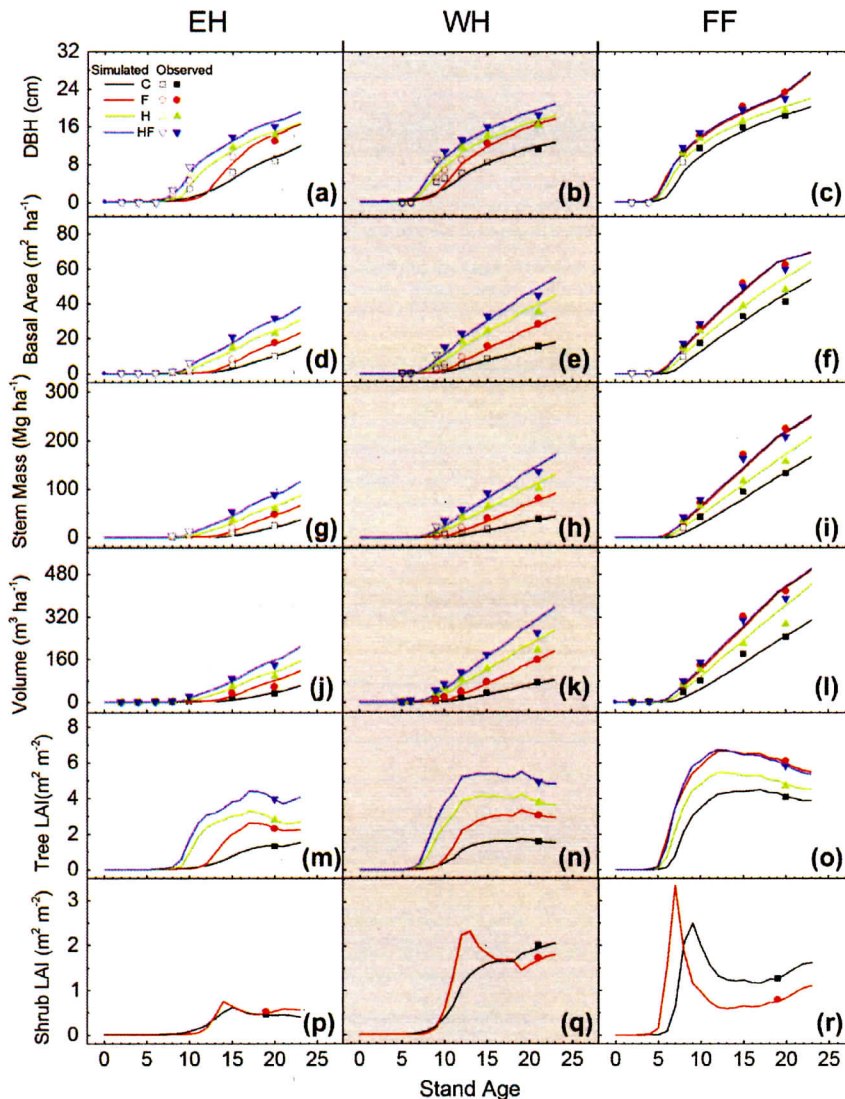 EH WH FF
32
24
16
8
0
DBH (cm)
Simulated Observed
C
F
H
HF
(a) (b) (c)
80
60
40
20
0
Basal Area (m² ha⁻¹)
(d) (e) (f)
300
200
100
0
Stem Mass (Mg ha⁻¹)
(g) (h) (i)
480
320
160
0
Volume (m³ ha⁻¹)
(j) (k) (l)
8
6
4
2
0
Tree LAI(m² m⁻²)
(m) (n) (o)
3
2
1
0
Shrub LAI (m² m⁻²)
(p) (q) (r)
0 5 10 15 20 25 0 5 10 15 20 25 0 5 10 15 20 25
Stand Age